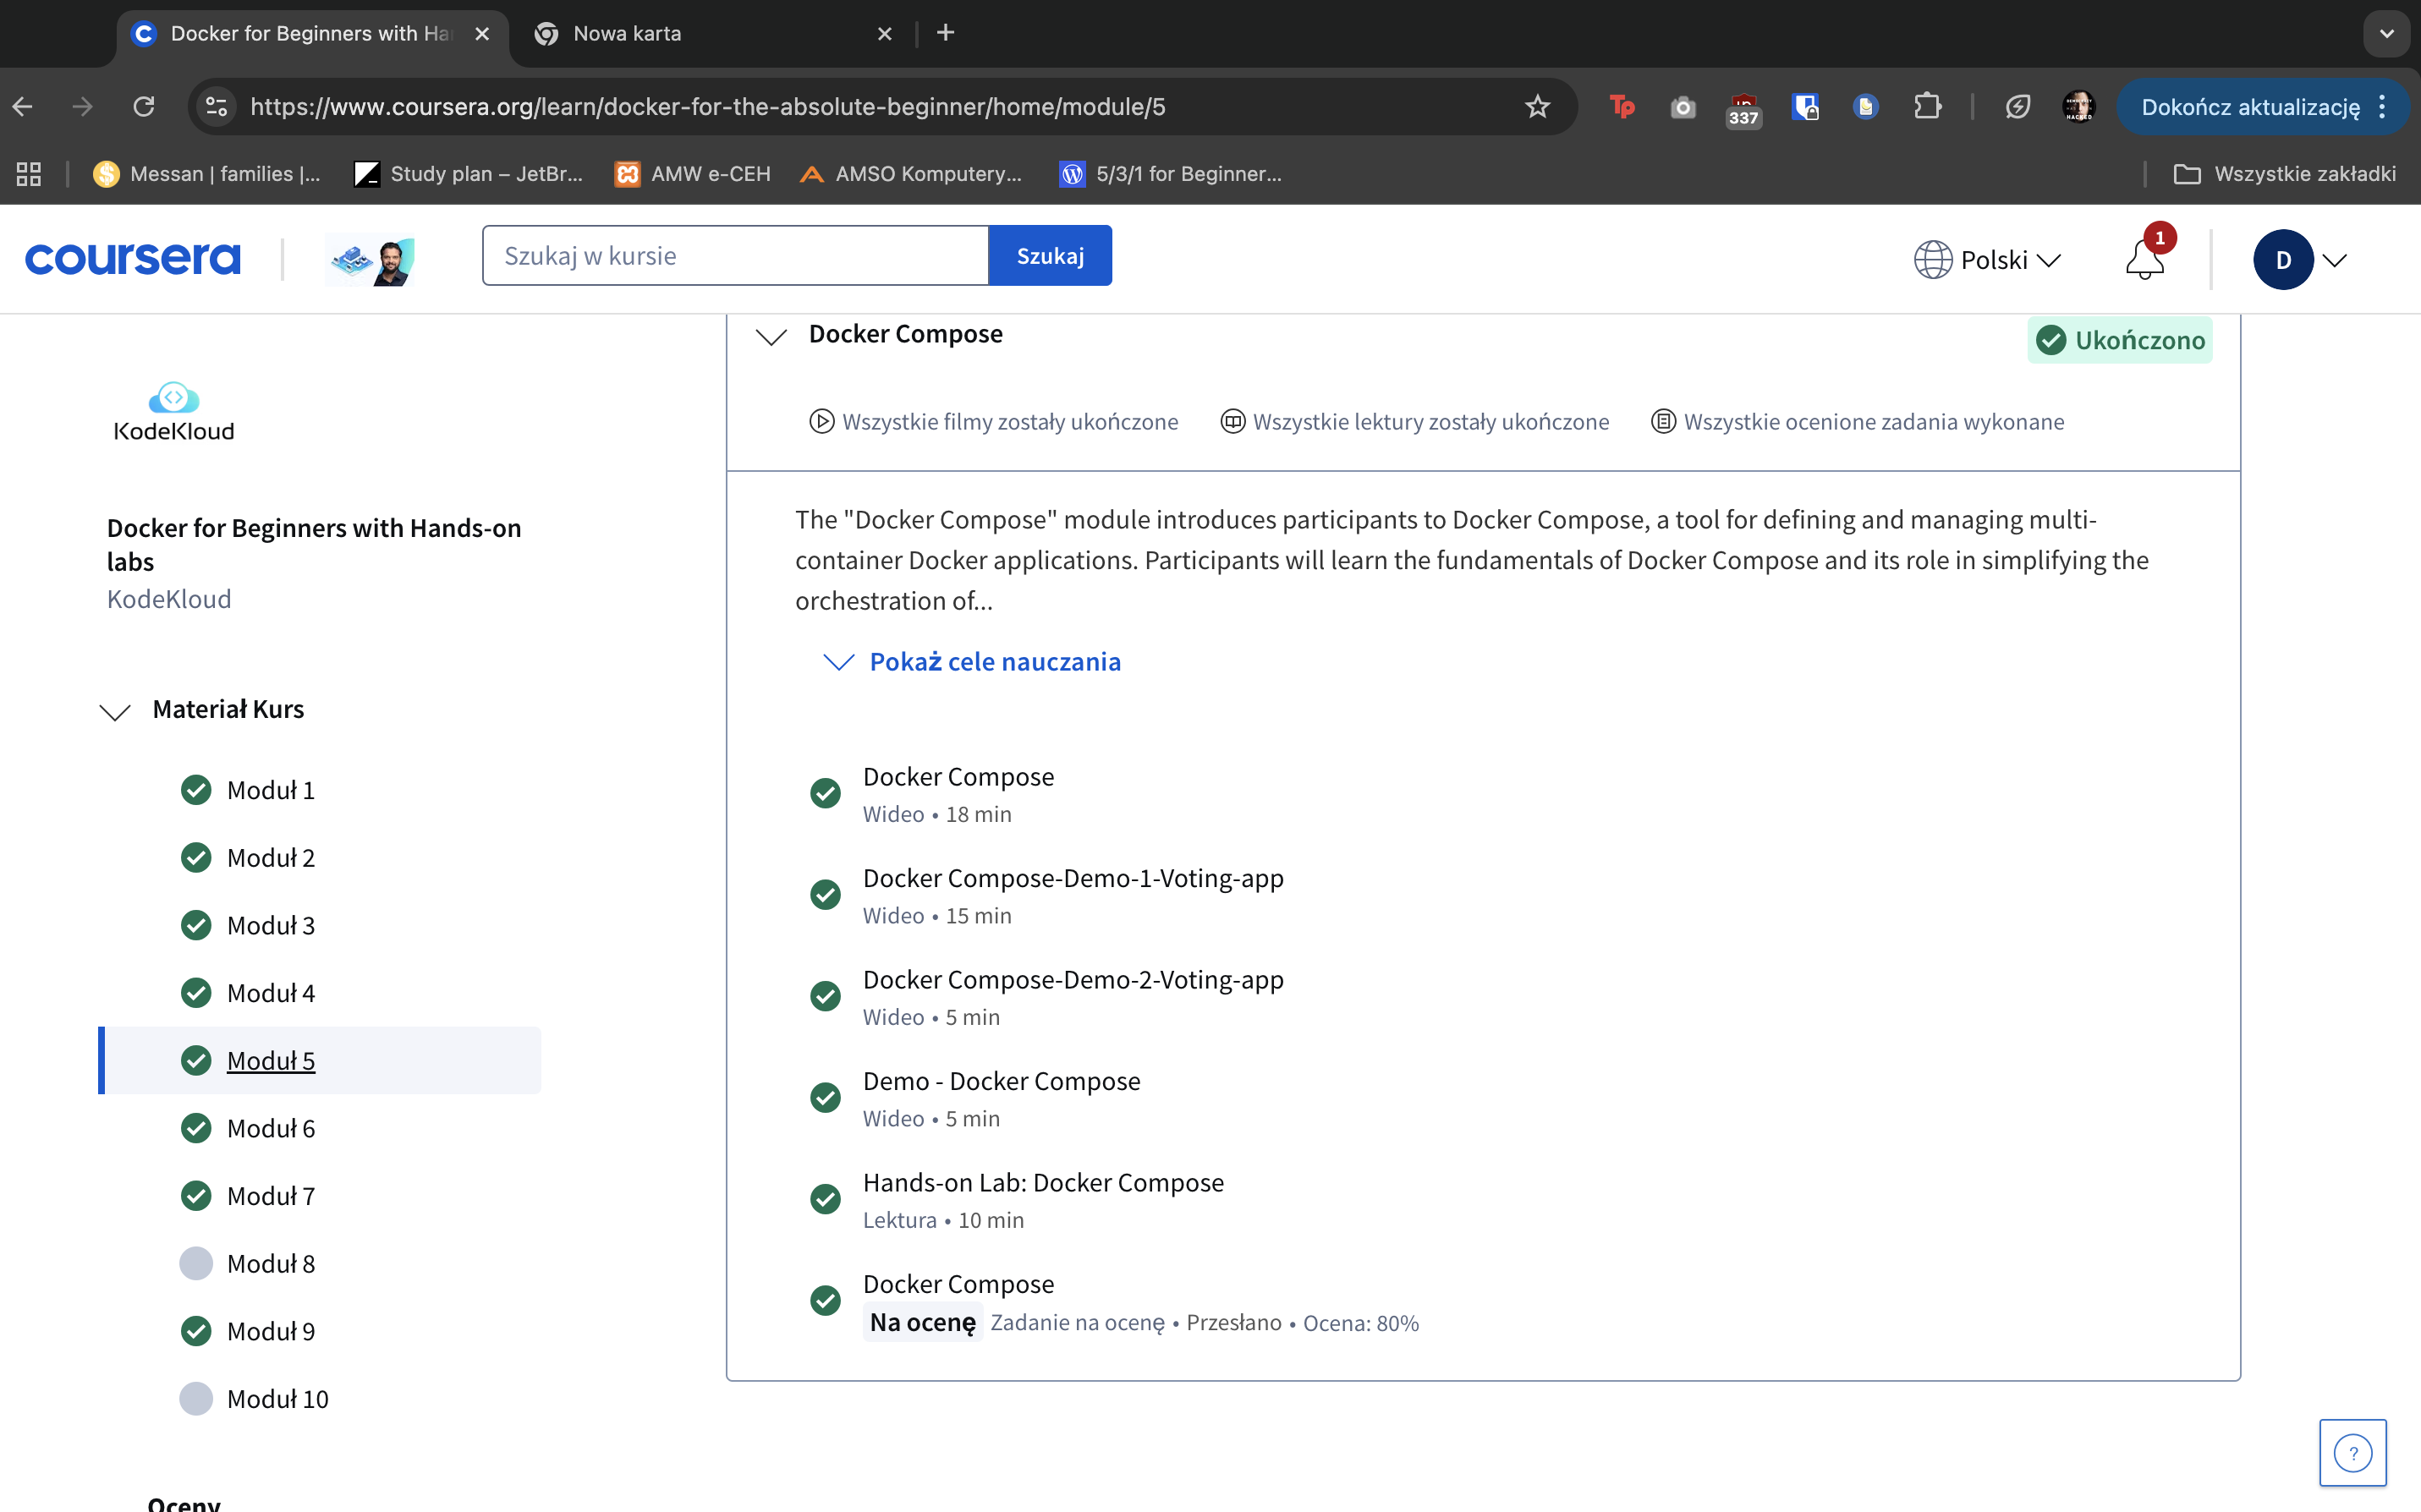 Docker for Beginners with Ha
Nowa karta
https://www.coursera.org/learn/docker-for-the-absolute-beginner/home/module/5
337
Dokończ aktualizację
Messan | families |...
Study plan – JetBr...
AMW e-CEH
AMSO Komputery...
5/3/1 for Beginner...
Wszystkie zakładki
coursera
Szukaj w kursie
Szukaj
Polski
1
D
KodeKloud
Docker for Beginners with Hands-on
labs
KodeKloud
Materiał Kurs
Moduł 1
Moduł 2
Moduł 3
Moduł 4
Moduł 5
Moduł 6
Moduł 7
Moduł 8
Moduł 9
Moduł 10
Oceny
Docker Compose
Ukończono
Wszystkie filmy zostały ukończone
Wszystkie lektury zostały ukończone
Wszystkie ocenione zadania wykonane
The "Docker Compose" module introduces participants to Docker Compose, a tool for defining and managing multi-
container Docker applications. Participants will learn the fundamentals of Docker Compose and its role in simplifying the
orchestration of...
Pokaż cele nauczania
Docker Compose
Wideo • 18 min
Docker Compose-Demo-1-Voting-app
Wideo • 15 min
Docker Compose-Demo-2-Voting-app
Wideo • 5 min
Demo - Docker Compose
Wideo • 5 min
Hands-on Lab: Docker Compose
Lektura • 10 min
Docker Compose
Na ocenę Zadanie na ocenę • Przesłano • Ocena: 80%
?